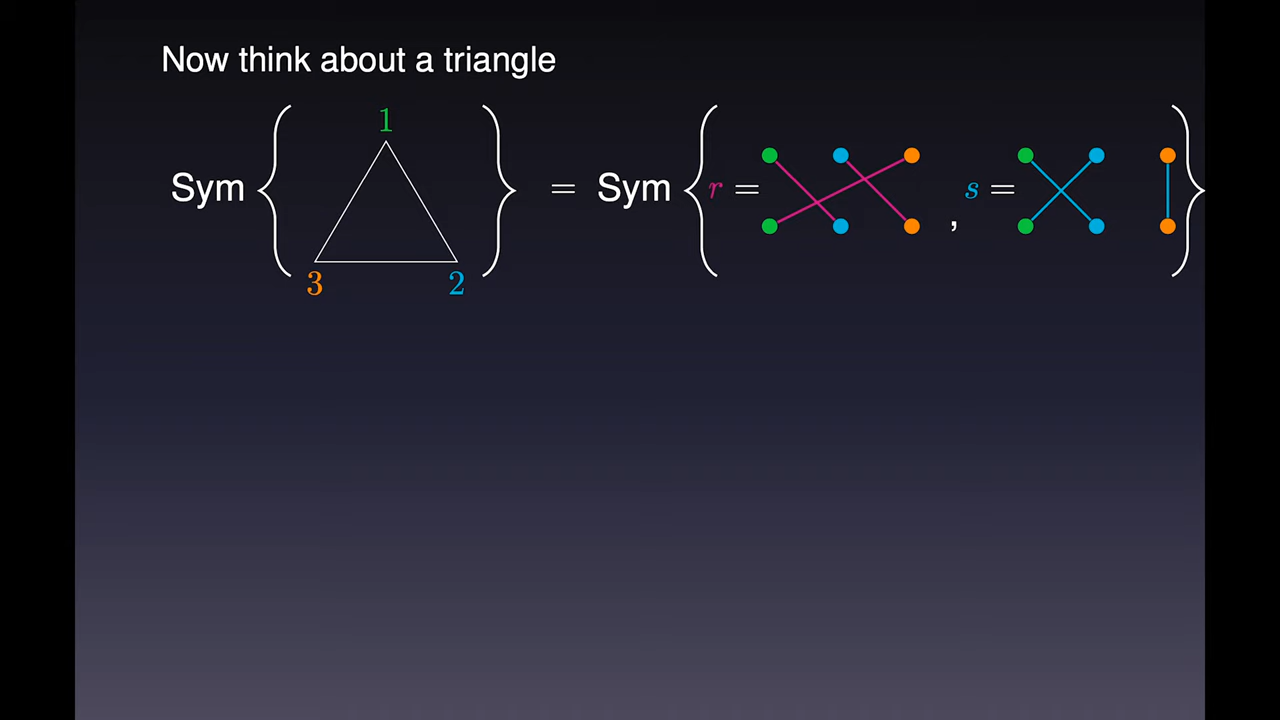 Now think about a triangle
1
Sym { } = Sym { r = , s = }
3 2